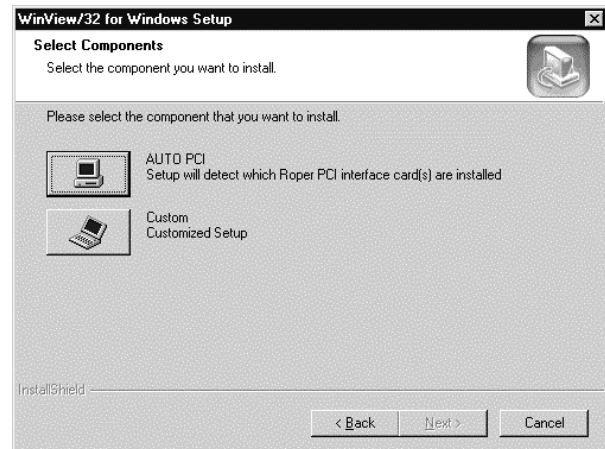 WinView/32 for Windows Setup
Select Components
Select the component you want to install.
Please select the component that you want to install.
AUTO PCI
Setup will detect which Roper PCI interface card(s) are installed
Custom
Customized Setup
InstallShield
< Back Next > Cancel